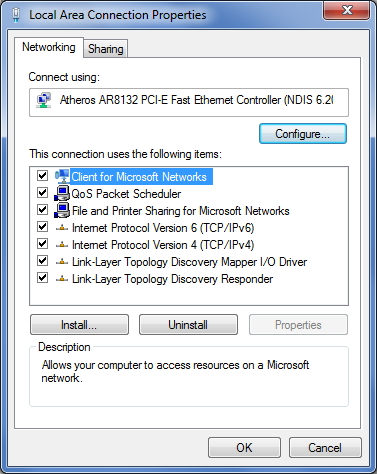 Local Area Connection Properties
Networking
Sharing
Connect using:
Atheros AR8132 PCI-E Fast Ethernet Controller (NDIS 6.20
Configure...
This connection uses the following items:
Client for Microsoft Networks
QoS Packet Scheduler
File and Printer Sharing for Microsoft Networks
Internet Protocol Version 6 (TCP/IPv6)
Internet Protocol Version 4 (TCP/IPv4)
Link-Layer Topology Discovery Mapper I/O Driver
Link-Layer Topology Discovery Responder
Install...
Uninstall
Properties
Description
Allows your computer to access resources on a Microsoft
network.
OK
Cancel